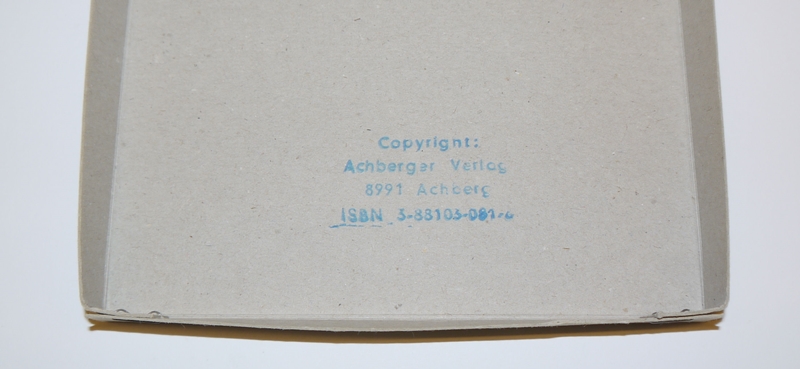 Copyright:
Achberger Verlag
8991 Achberg
ISBN 3-88103-081-6